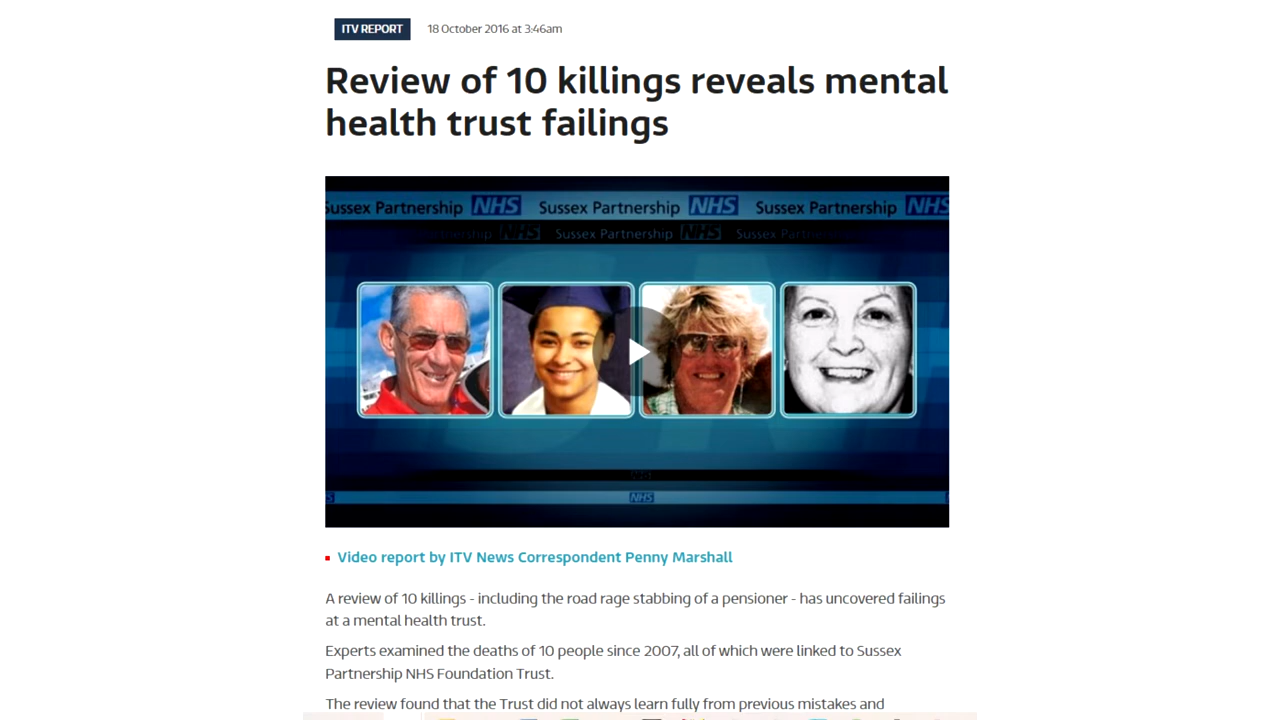 ITV REPORT 18 October 2016 at 3:46am
Review of 10 killings reveals mental
health trust failings
Sussex Partnership NHS Sussex Partnership NHS Sussex Partnership NHS
NHS Sussex Partnership NHS Sussex
NHS
Video report by ITV News Correspondent Penny Marshall
A review of 10 killings - including the road rage stabbing of a pensioner - has uncovered failings
at a mental health trust.
Experts examined the deaths of 10 people since 2007, all of which were linked to Sussex
Partnership NHS Foundation Trust.
The review found that the Trust did not always learn fully from previous mistakes and